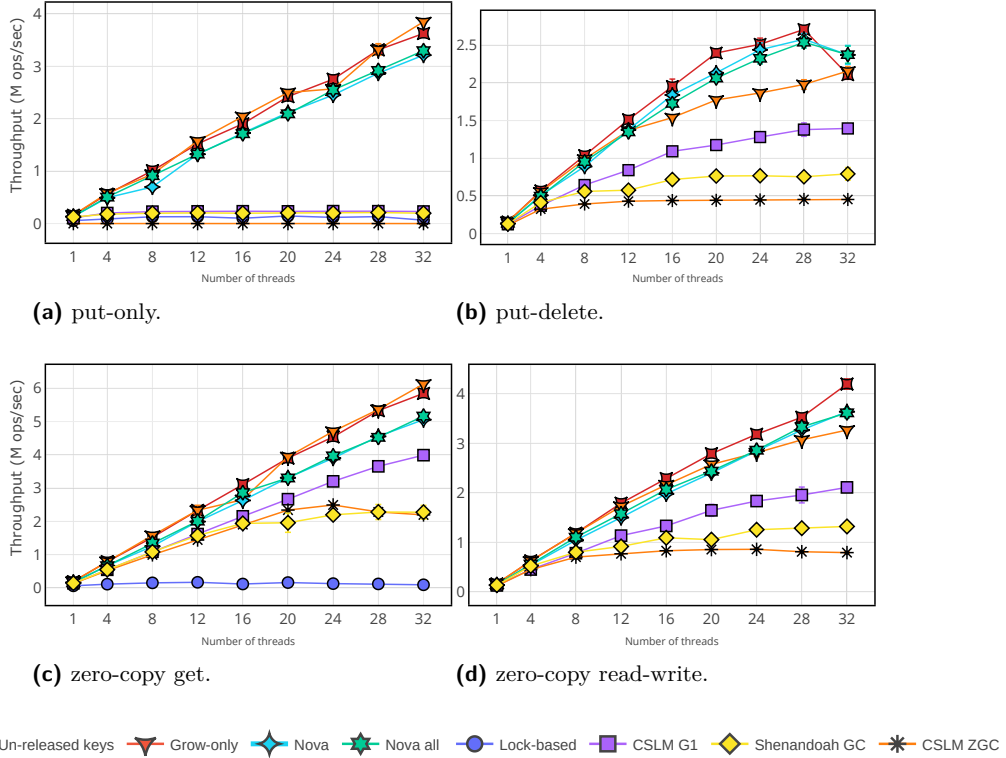 Throughput (M ops/sec)
4
3
2
1
0
1 4 8 12 16 20 24 28 32
Number of threads
(a) put-only.
2.5
2
1.5
1
0.5
0
1 4 8 12 16 20 24 28 32
Number of threads
(b) put-delete.
Throughput (M ops/sec)
6
5
4
3
2
1
0
1 4 8 12 16 20 24 28 32
Number of threads
(c) zero-copy get.
4
3
2
1
0
1 4 8 12 16 20 24 28 32
Number of threads
(d) zero-copy read-write.
Un-released keys Grow-only Nova Nova all Lock-based CSLM G1 Shenandoah GC CSLM ZGC